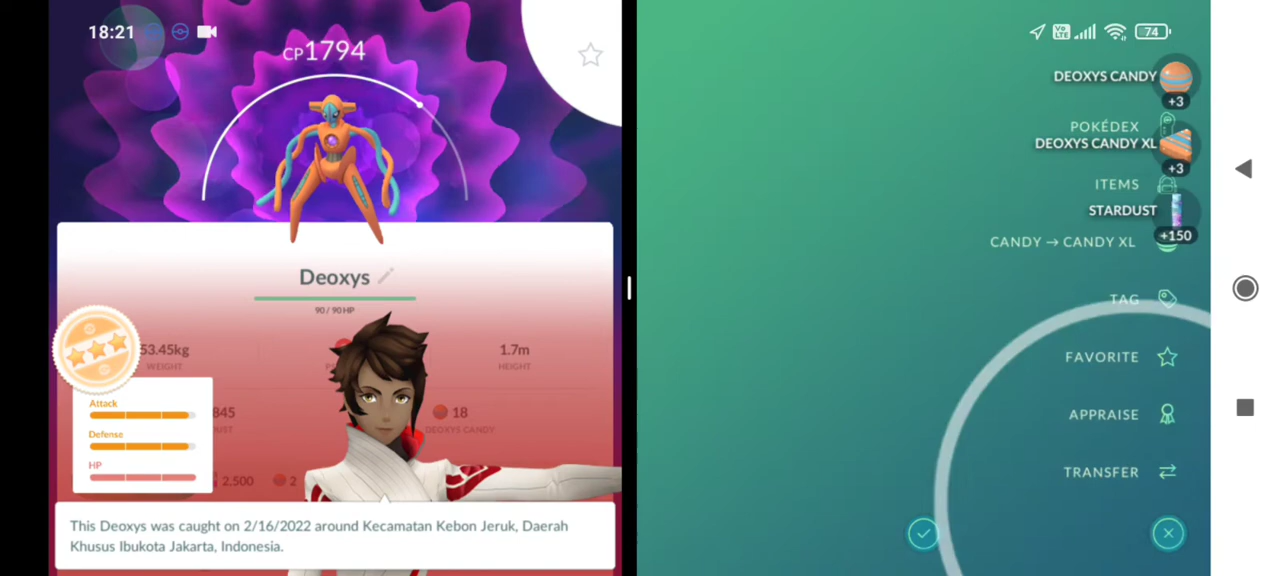 18:21
CP1794
Deoxys
90 / 90 HP
53.45kg
WEIGHT
1.7m
HEIGHT
Attack
Defense
HP
845
UST
18
DEOXYS CANDY
2.500
2
This Deoxys was caught on 2/16/2022 around Kecamatan Kebon Jeruk, Daerah
Khusus Ibukota Jakarta, Indonesia.
74
DEOXYS CANDY
+3
POKÉDEX
DEOXYS CANDY XL
+3
ITEMS
STARDUST
+150
CANDY → CANDY XL
TAG
FAVORITE
APPRAISE
TRANSFER